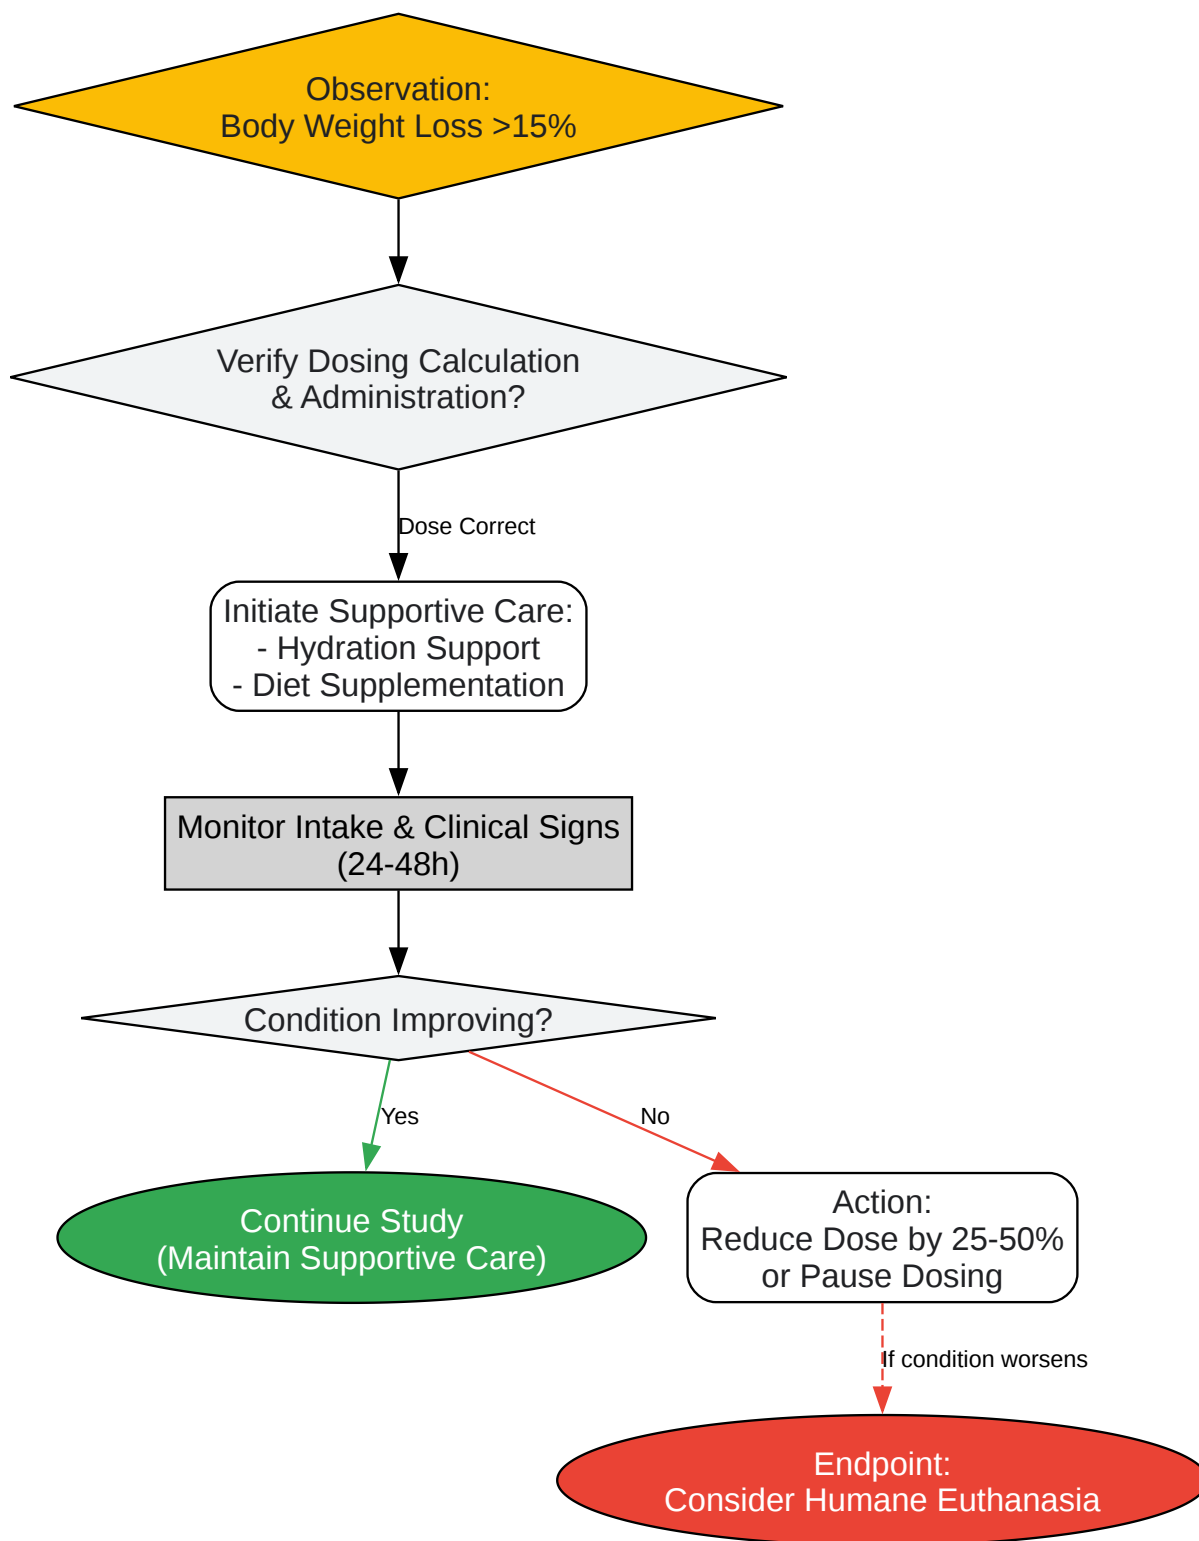 Observation:
Body Weight Loss >15%
Verify Dosing Calculation
& Administration?
Dose Correct
Initiate Supportive Care:
- Hydration Support
- Diet Supplementation
Monitor Intake & Clinical Signs
(24-48h)
Condition Improving?
Yes
No
Continue Study
(Maintain Supportive Care)
Action:
Reduce Dose by 25-50%
or Pause Dosing
If condition worsens
Endpoint:
Consider Humane Euthanasia